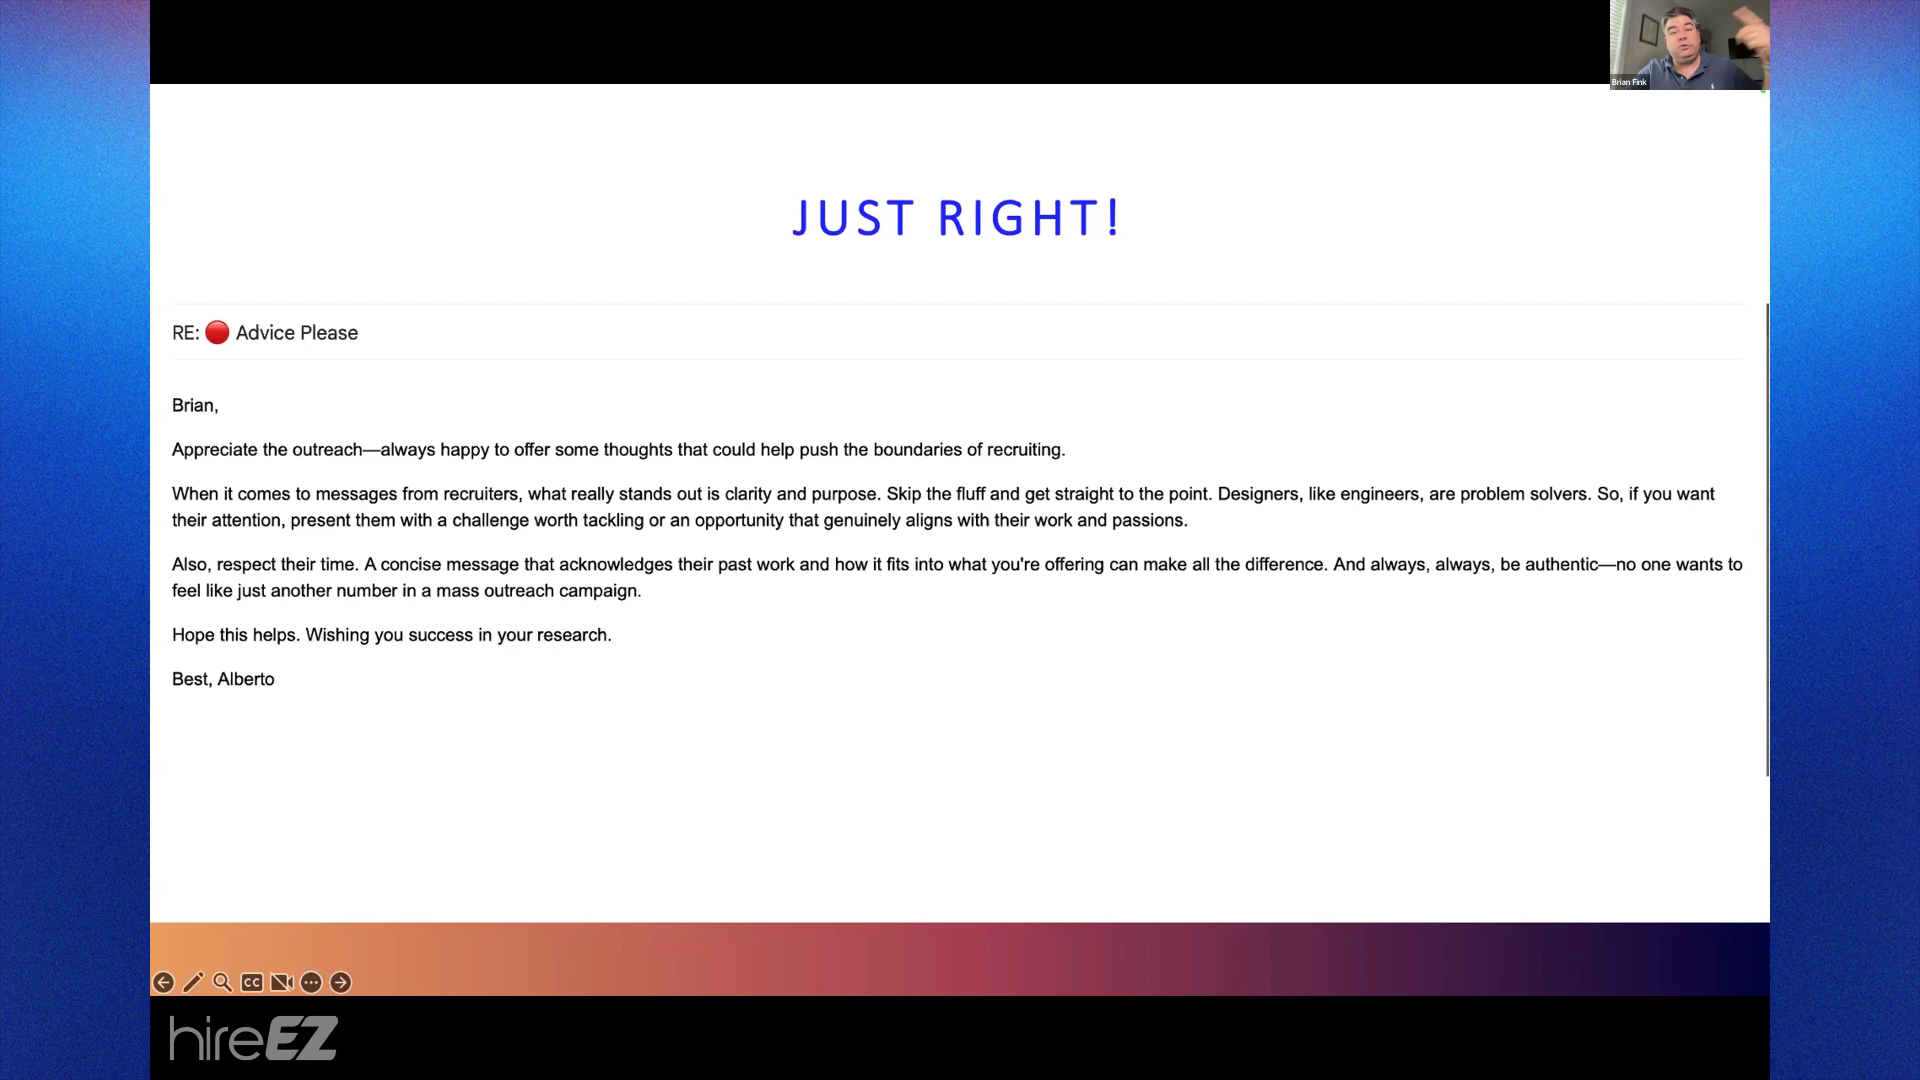 Brian Fink
JUST RIGHT!
RE: 🔴 Advice Please
Brian,
Appreciate the outreach—always happy to offer some thoughts that could help push the boundaries of recruiting.
When it comes to messages from recruiters, what really stands out is clarity and purpose. Skip the fluff and get straight to the point. Designers, like engineers, are problem solvers. So, if you want
their attention, present them with a challenge worth tackling or an opportunity that genuinely aligns with their work and passions.
Also, respect their time. A concise message that acknowledges their past work and how it fits into what you're offering can make all the difference. And always, always, be authentic—no one wants to
feel like just another number in a mass outreach campaign.
Hope this helps. Wishing you success in your research.
Best, Alberto
CC
hireEZ